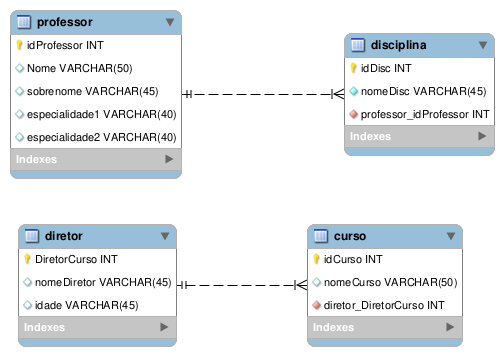 professor
idProfessor INT
Nome VARCHAR(50)
sobrenome VARCHAR(45)
especialidade1 VARCHAR(40)
especialidade2 VARCHAR(40)
Indexes
disciplina
idDisc INT
nomeDisc VARCHAR(45)
professor_idProfessor INT
Indexes
diretor
DiretorCurso INT
nomeDiretor VARCHAR(45)
idade VARCHAR(45)
Indexes
curso
idCurso INT
nomeCurso VARCHAR(50)
diretor_DiretorCurso INT
Indexes